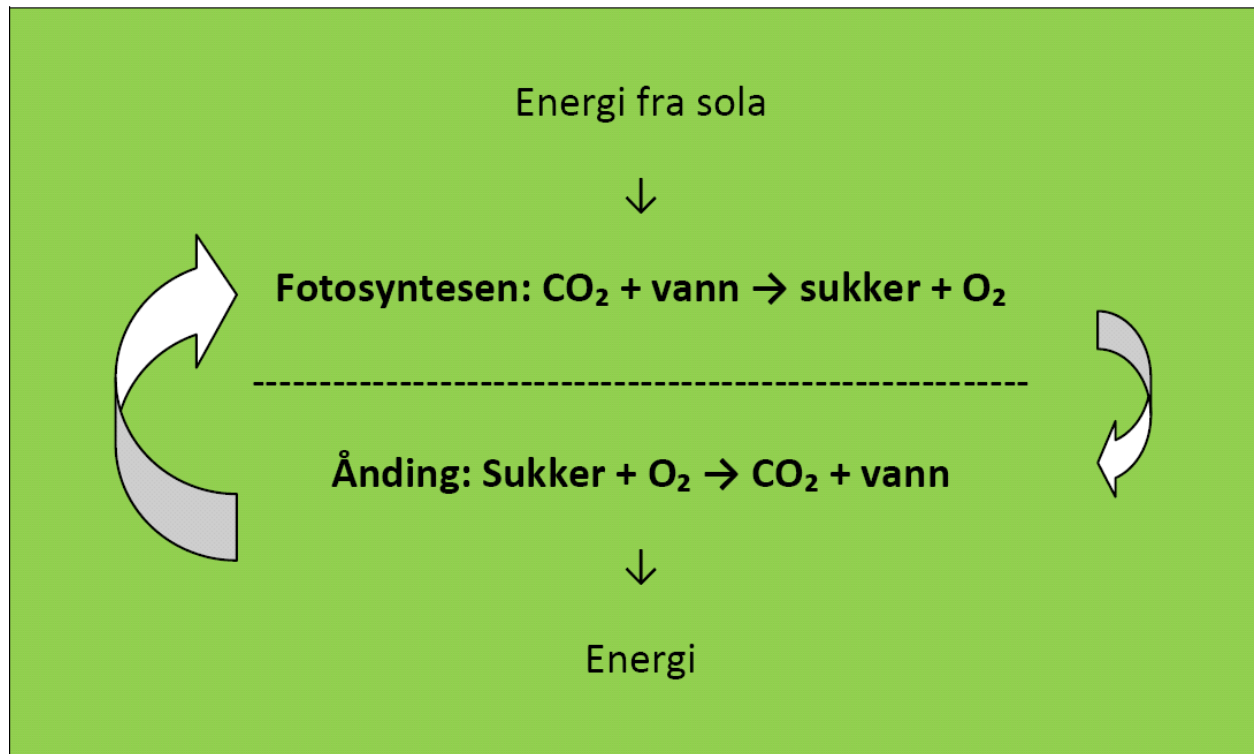 Energi fra sola
↓
Fotosyntesen: CO₂ + vann → sukker + O₂
----------------------------------------------------------
Ånding: Sukker + O₂ → CO₂ + vann
↓
Energi